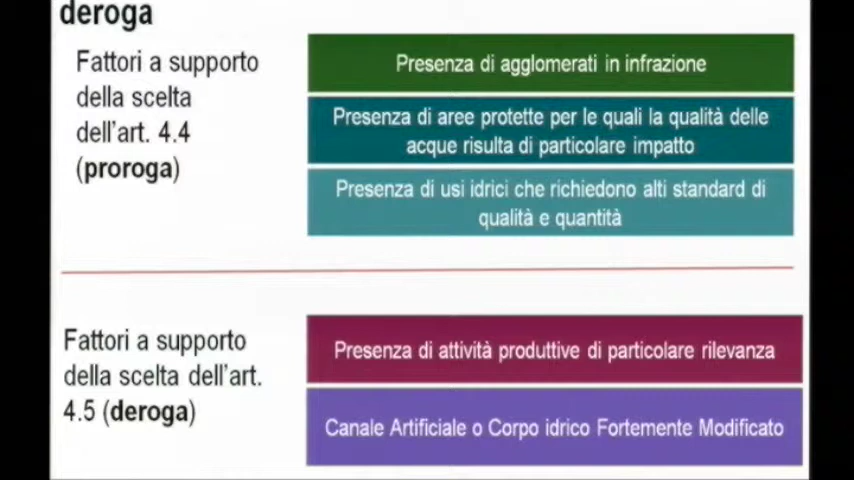 deroga
Fattori a supporto
della scelta
dell'art. 4.4
(proroga)
Presenza di agglomerati in infrazione
Presenza di aree protette per le quali la qualità delle
acque risulta di particolare impatto
Presenza di usi idrici che richiedono alti standard di
qualità e quantità
Fattori a supporto
della scelta dell'art.
4.5 (deroga)
Presenza di attività produttive di particolare rilevanza
Canale Artificiale o Corpo idrico Fortemente Modificato